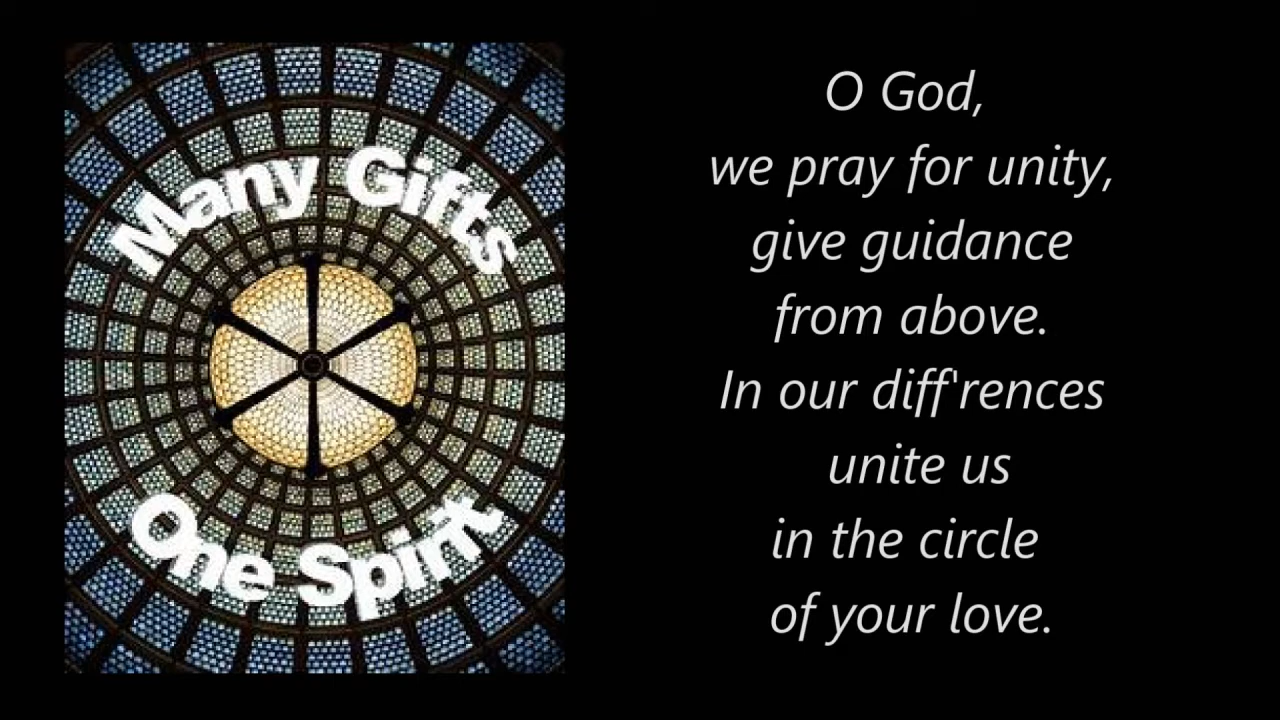 Many Gifts
One Spirit
O God,
we pray for unity,
give guidance
from above.
In our diff'rences
unite us
in the circle
of your love.